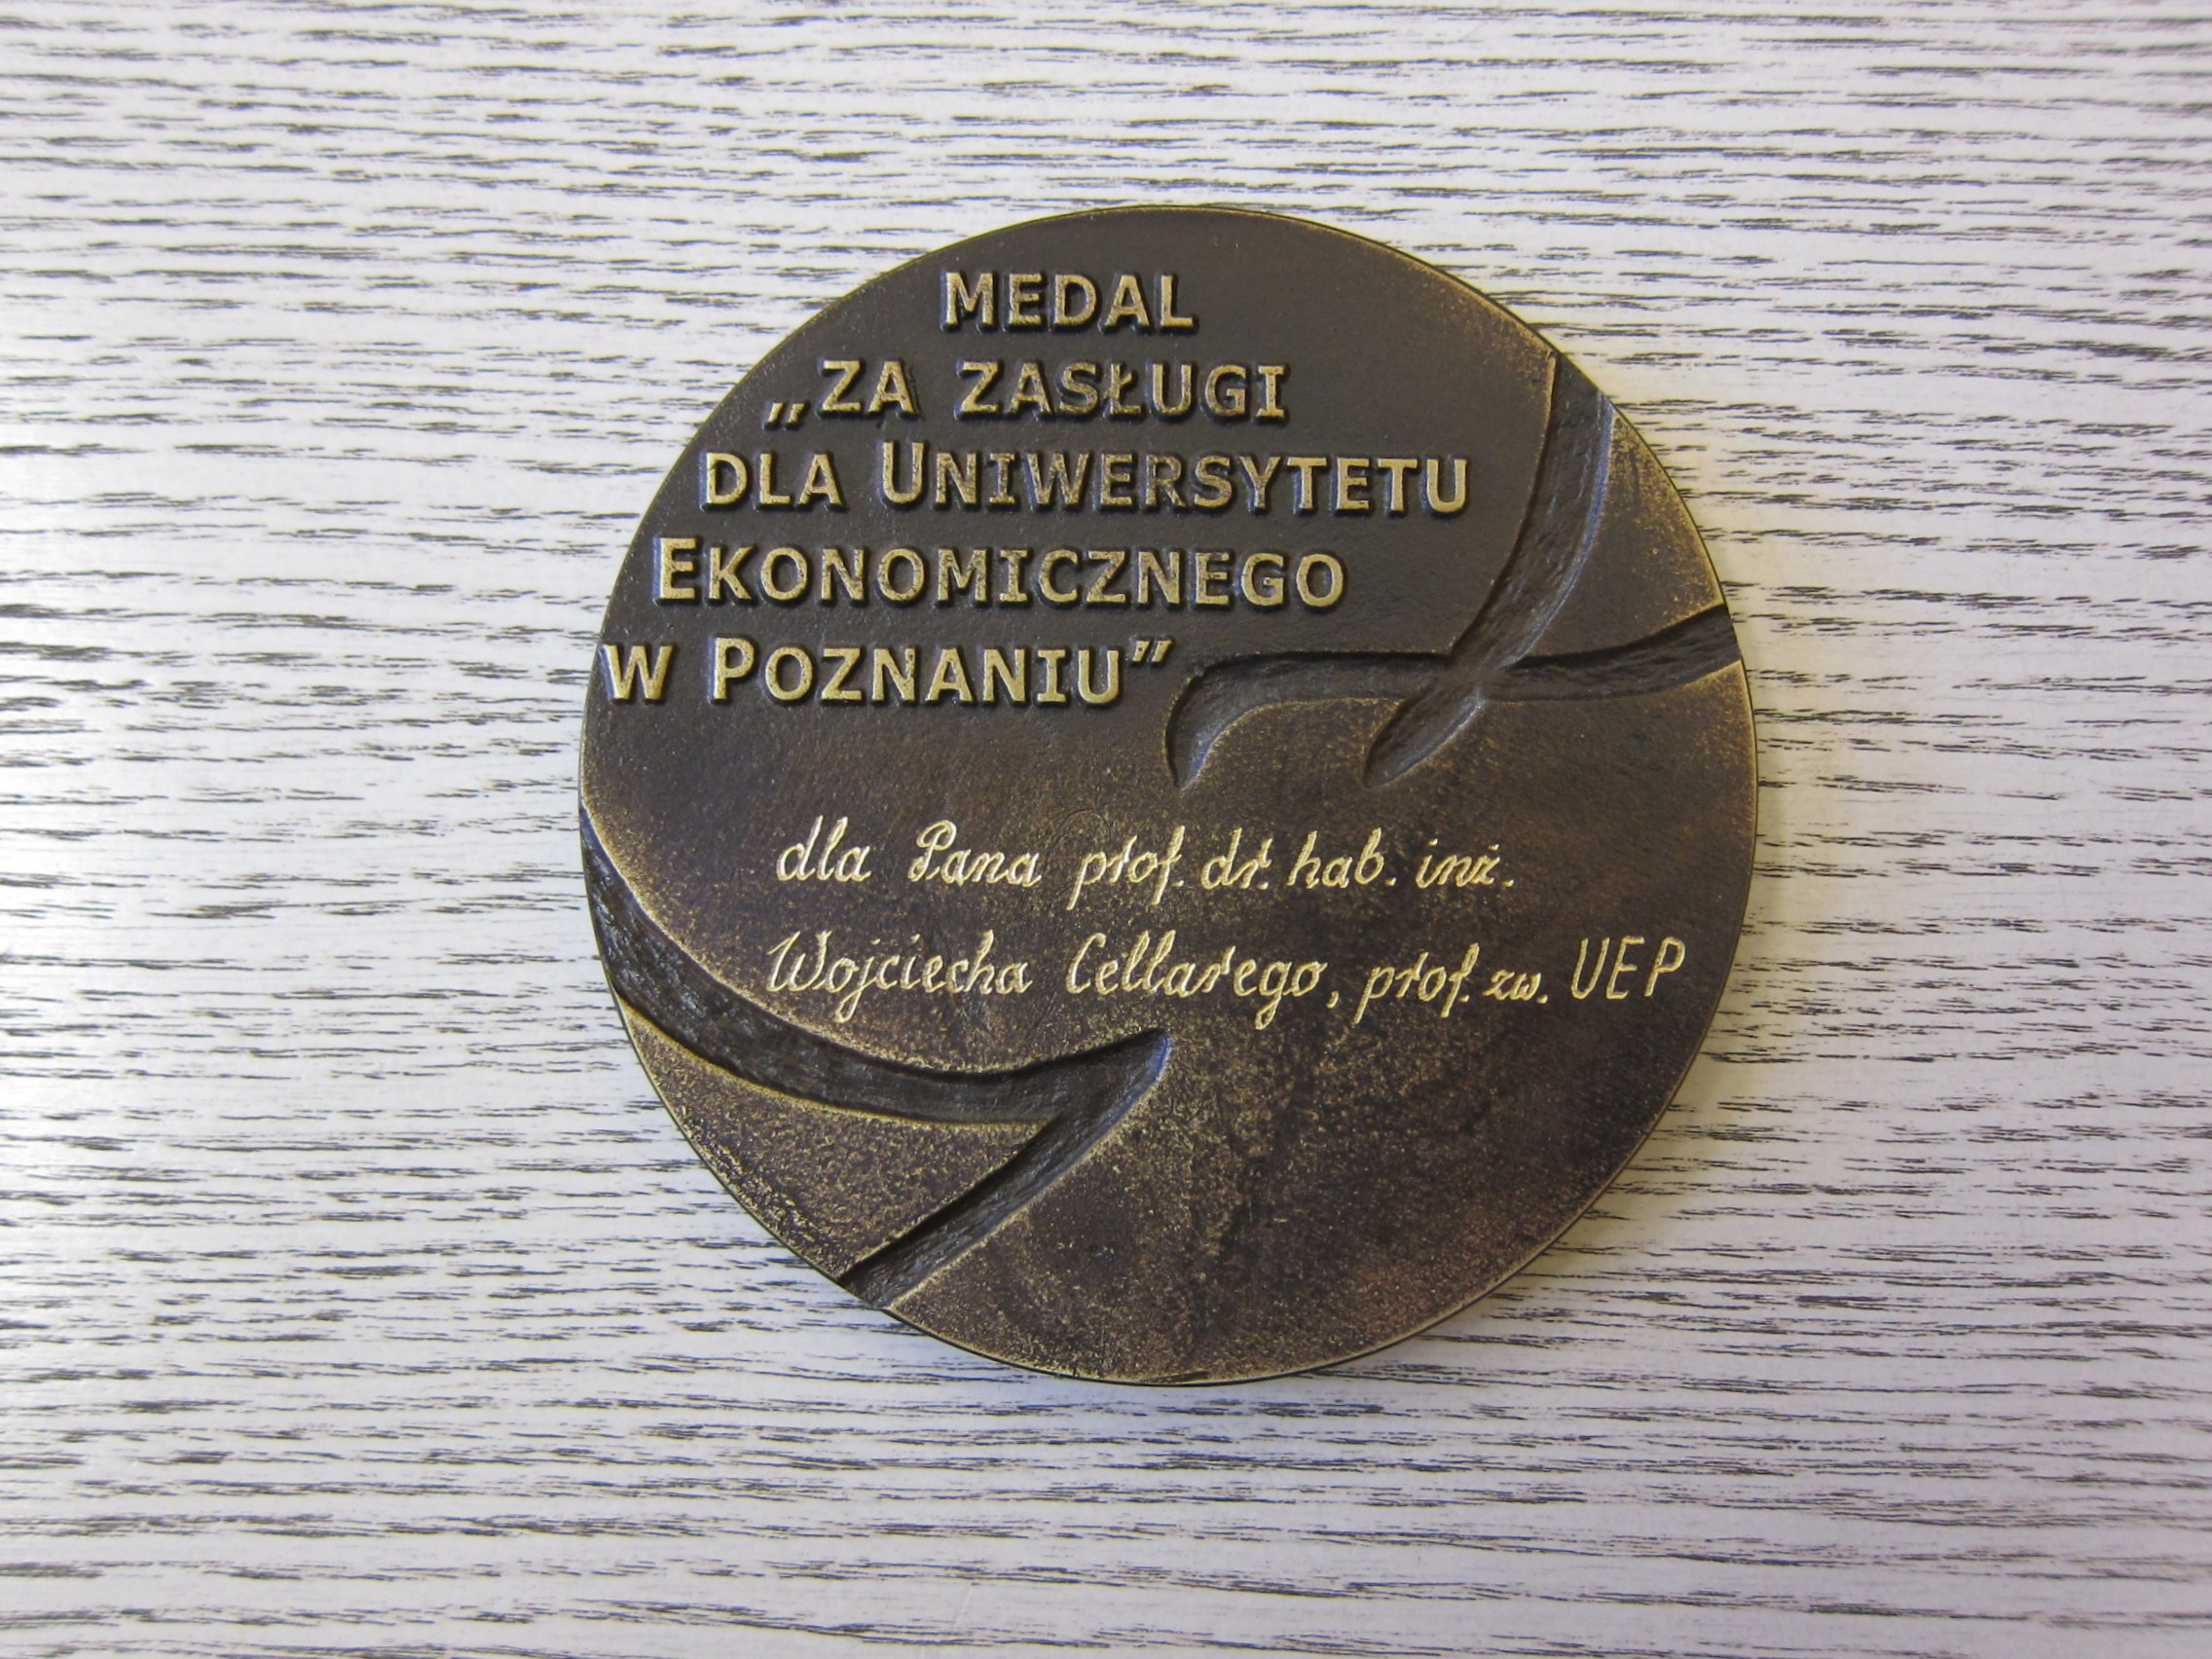 MEDAL
„ZA ZASŁUGI
DLA UNIWERSYTETU
EKONOMICZNEGO
W POZNANIU”
dla Pana prof. dr. hab. inż.
Wojciecha Cellarego, prof. zw. UEP